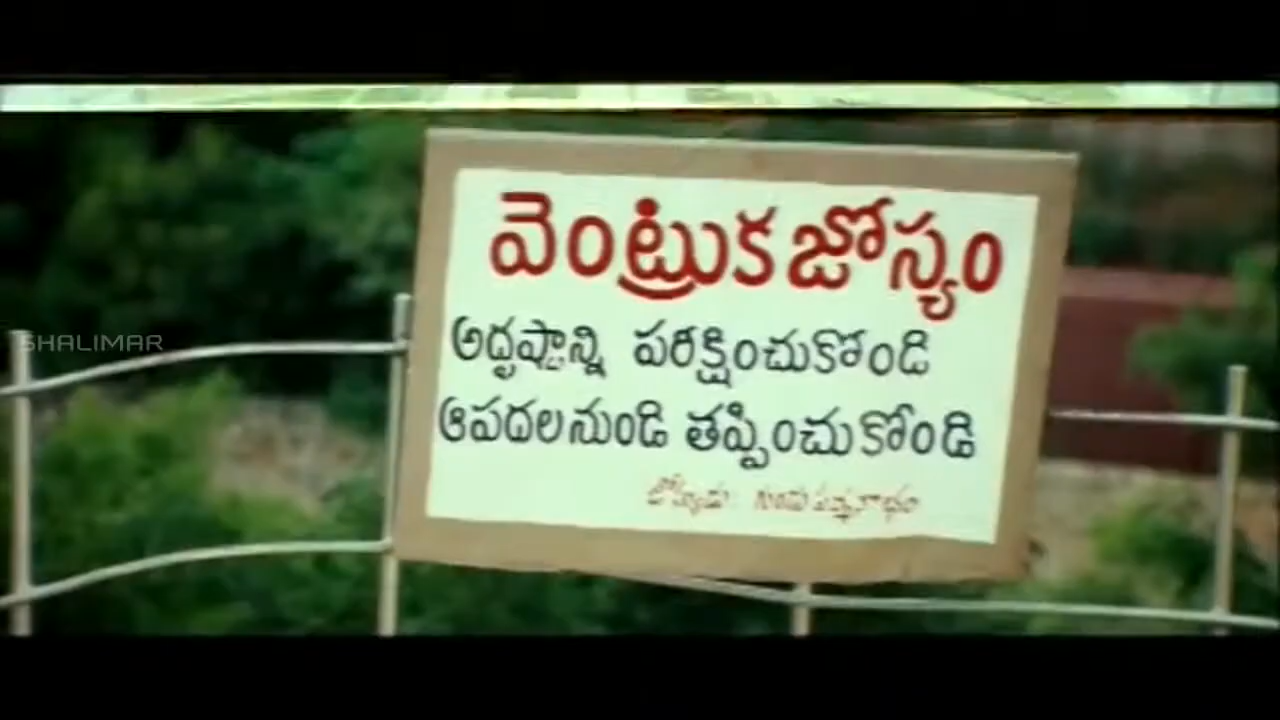 SHALIMAR
వెంట్రుక జోస్యం
అదృష్టాన్ని పరీక్షించుకోండి
ఆపదలనుండి తప్పించుకోండి